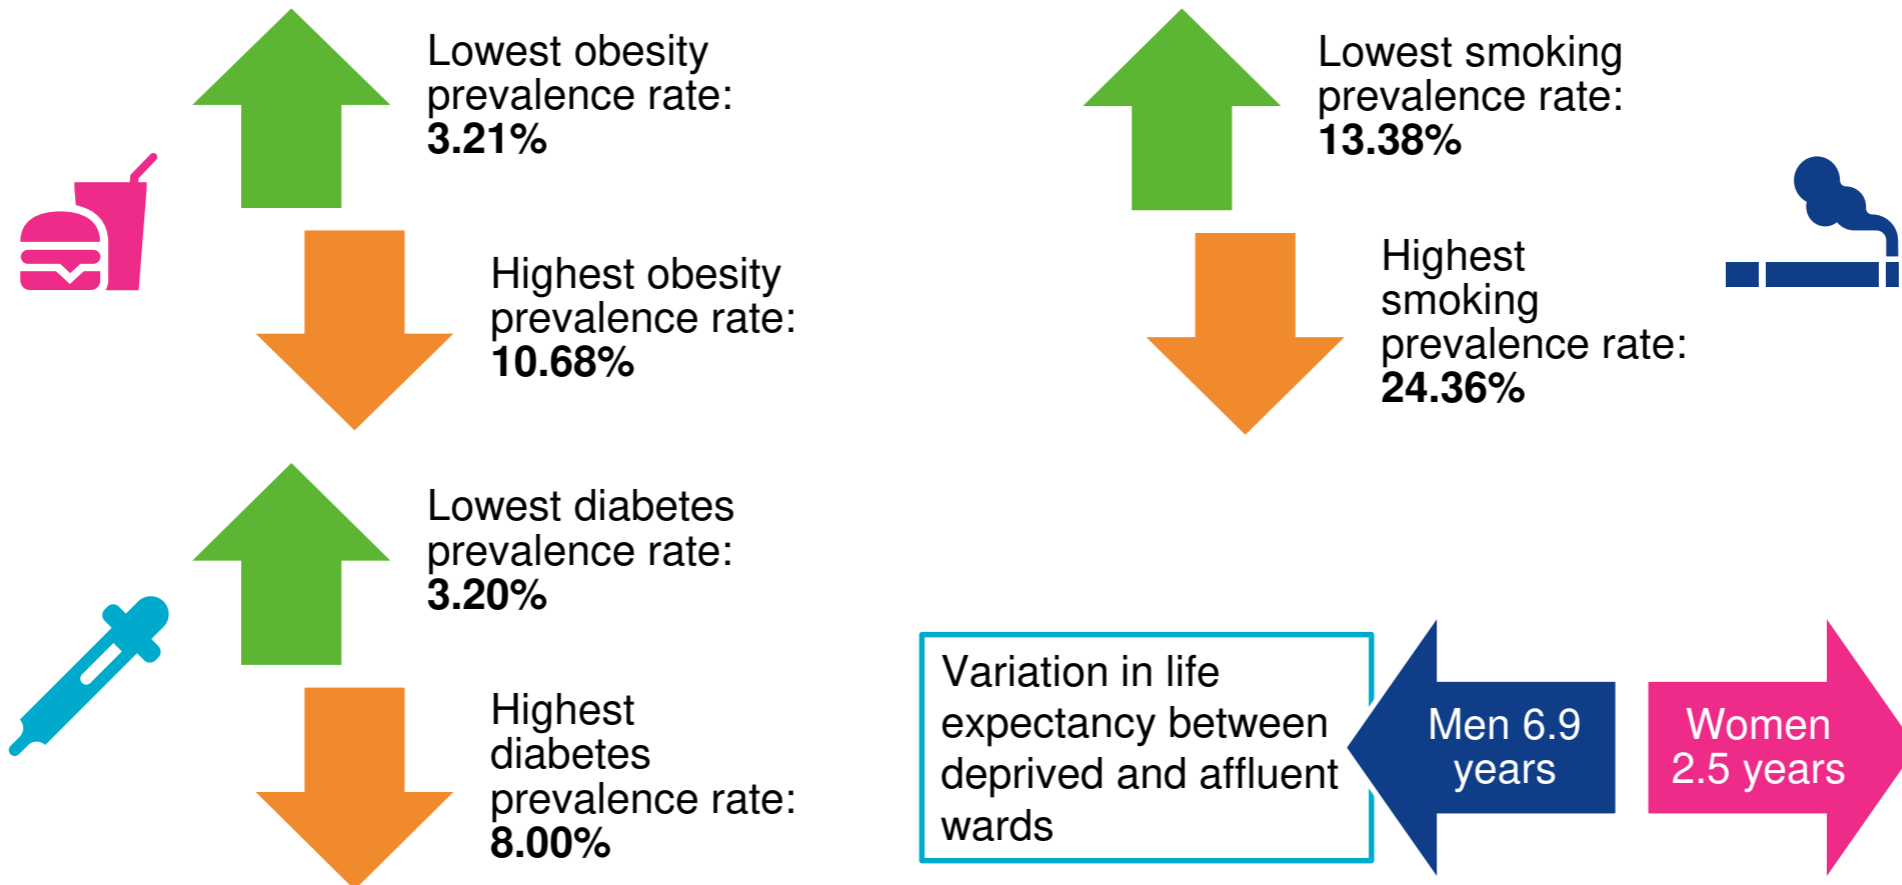 Lowest obesity
prevalence rate:
3.21%
Highest obesity
prevalence rate:
10.68%
Lowest smoking
prevalence rate:
13.38%
Highest
smoking
prevalence rate:
24.36%
Lowest diabetes
prevalence rate:
3.20%
Highest
diabetes
prevalence rate:
8.00%
Variation in life
expectancy between
deprived and affluent
wards
Men 6.9
years
Women
2.5 years